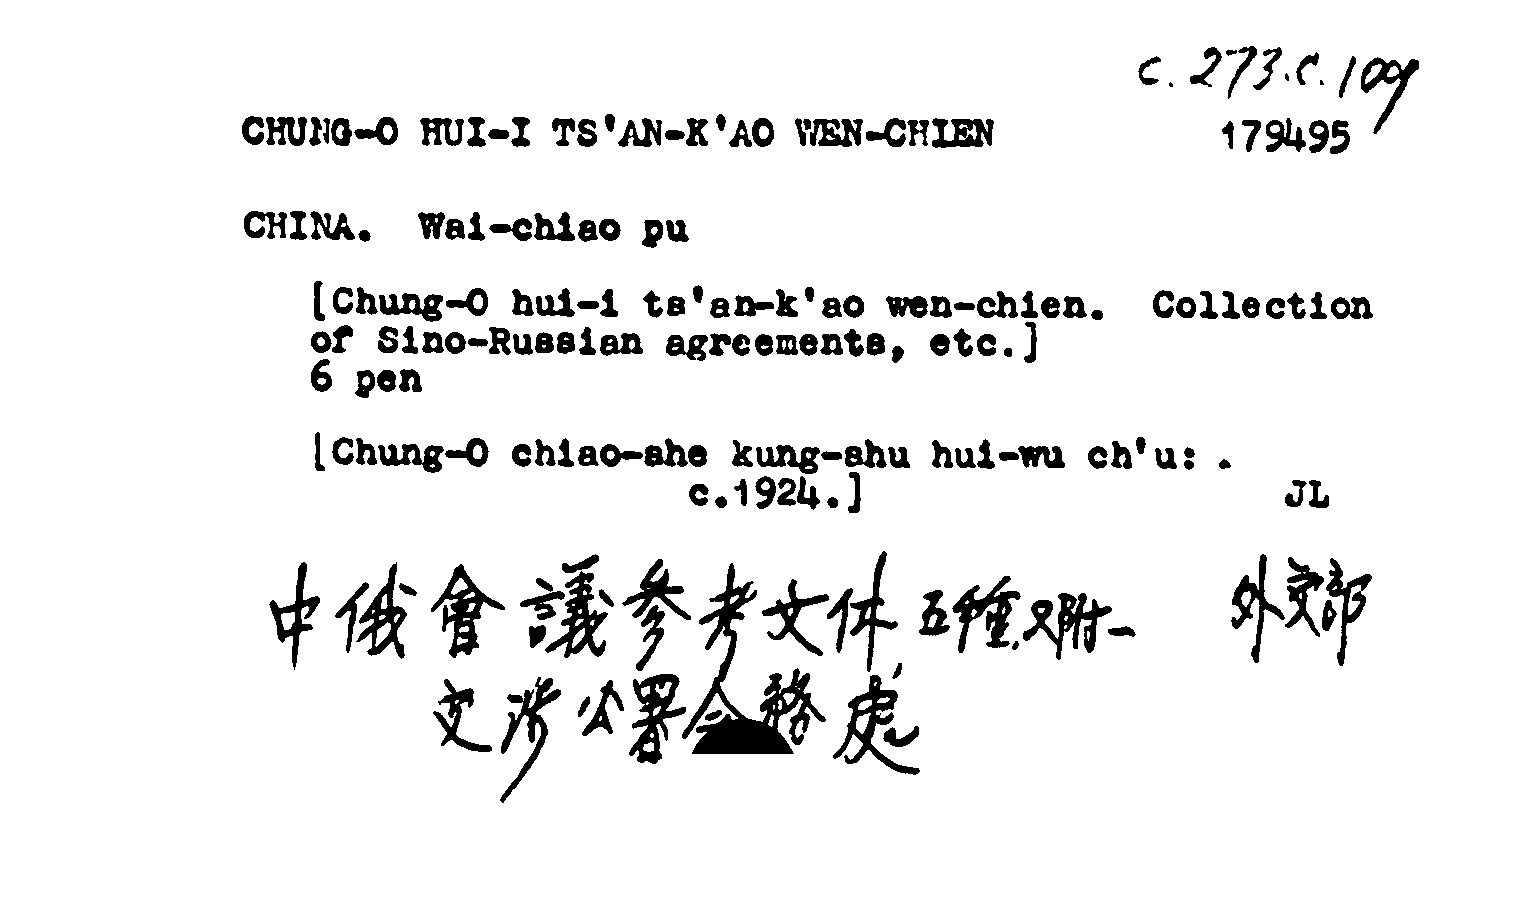 c. 273.c.109
CHUNG-O HUI-I TS'AN-K'AO WEN-CHIEN 179495
CHINA. Wai-chiao pu
[Chung-O hui-i ts'an-k'ao wen-chien. Collection
of Sino-Russian agreements, etc.]
6 pen
[Chung-O chiao-she kung-shu hui-wu ch'u: .
c.1924.] JL
中俄會議參考文件 五種又附一 外交部
交涉公署會務處